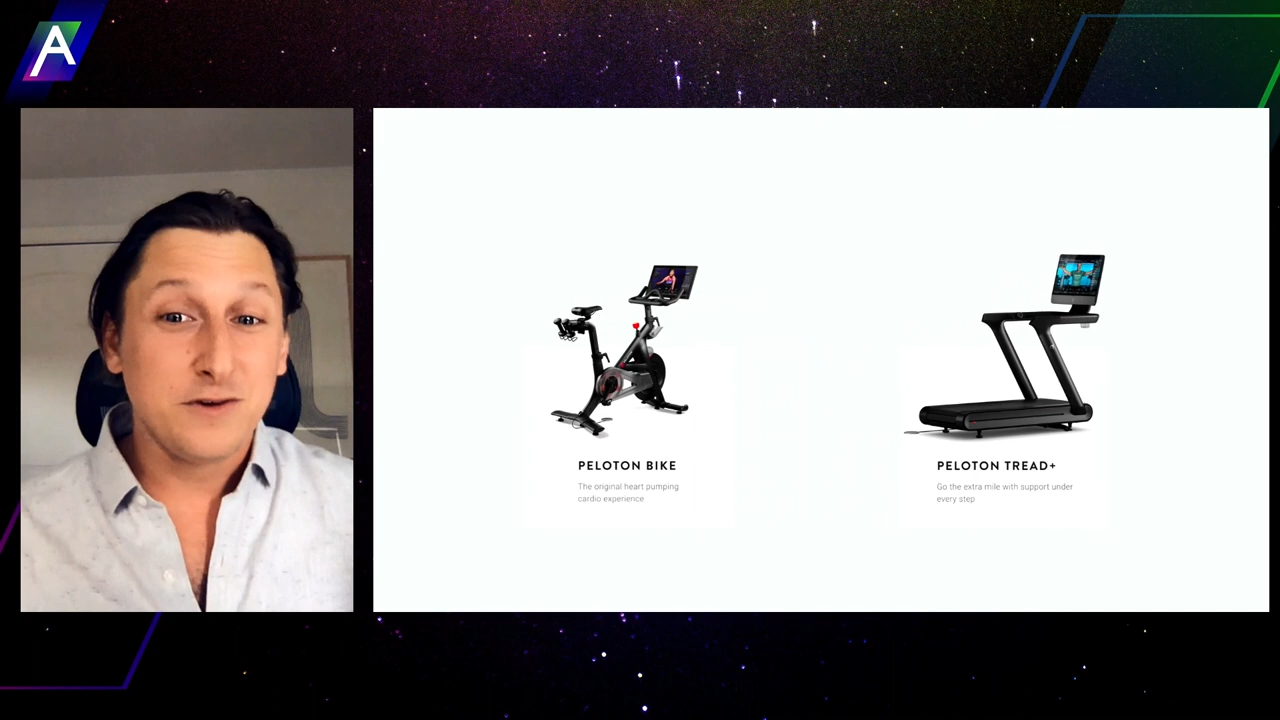 A
PELOTON BIKE
The original heart pumping
cardio experience
PELOTON TREAD+
Go the extra mile with support under
every step